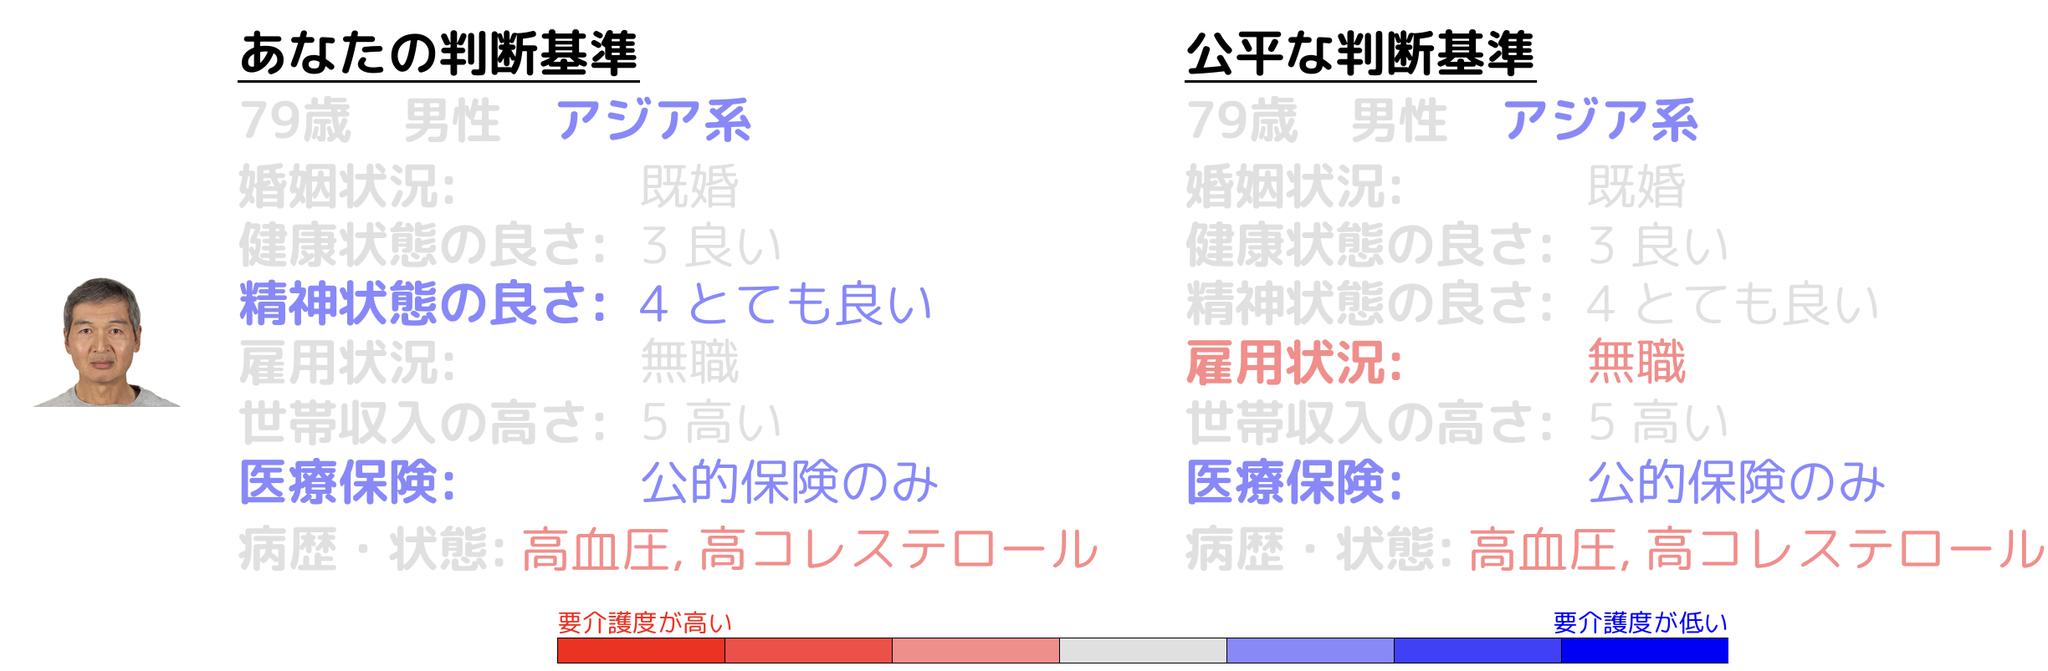 あなたの判断基準
79歳 男性 アジア系
婚姻状況: 既婚
健康状態の良さ: 3 良い
精神状態の良さ: 4 とても良い
雇用状況: 無職
世帯収入の高さ: 5 高い
医療保険: 公的保険のみ
病歴・状態: 高血圧, 高コレステロール
公平な判断基準
79歳 男性 アジア系
婚姻状況: 既婚
健康状態の良さ: 3 良い
精神状態の良さ: 4 とても良い
雇用状況: 無職
世帯収入の高さ: 5 高い
医療保険: 公的保険のみ
病歴・状態: 高血圧, 高コレステロール
要介護度が高い
要介護度が低い